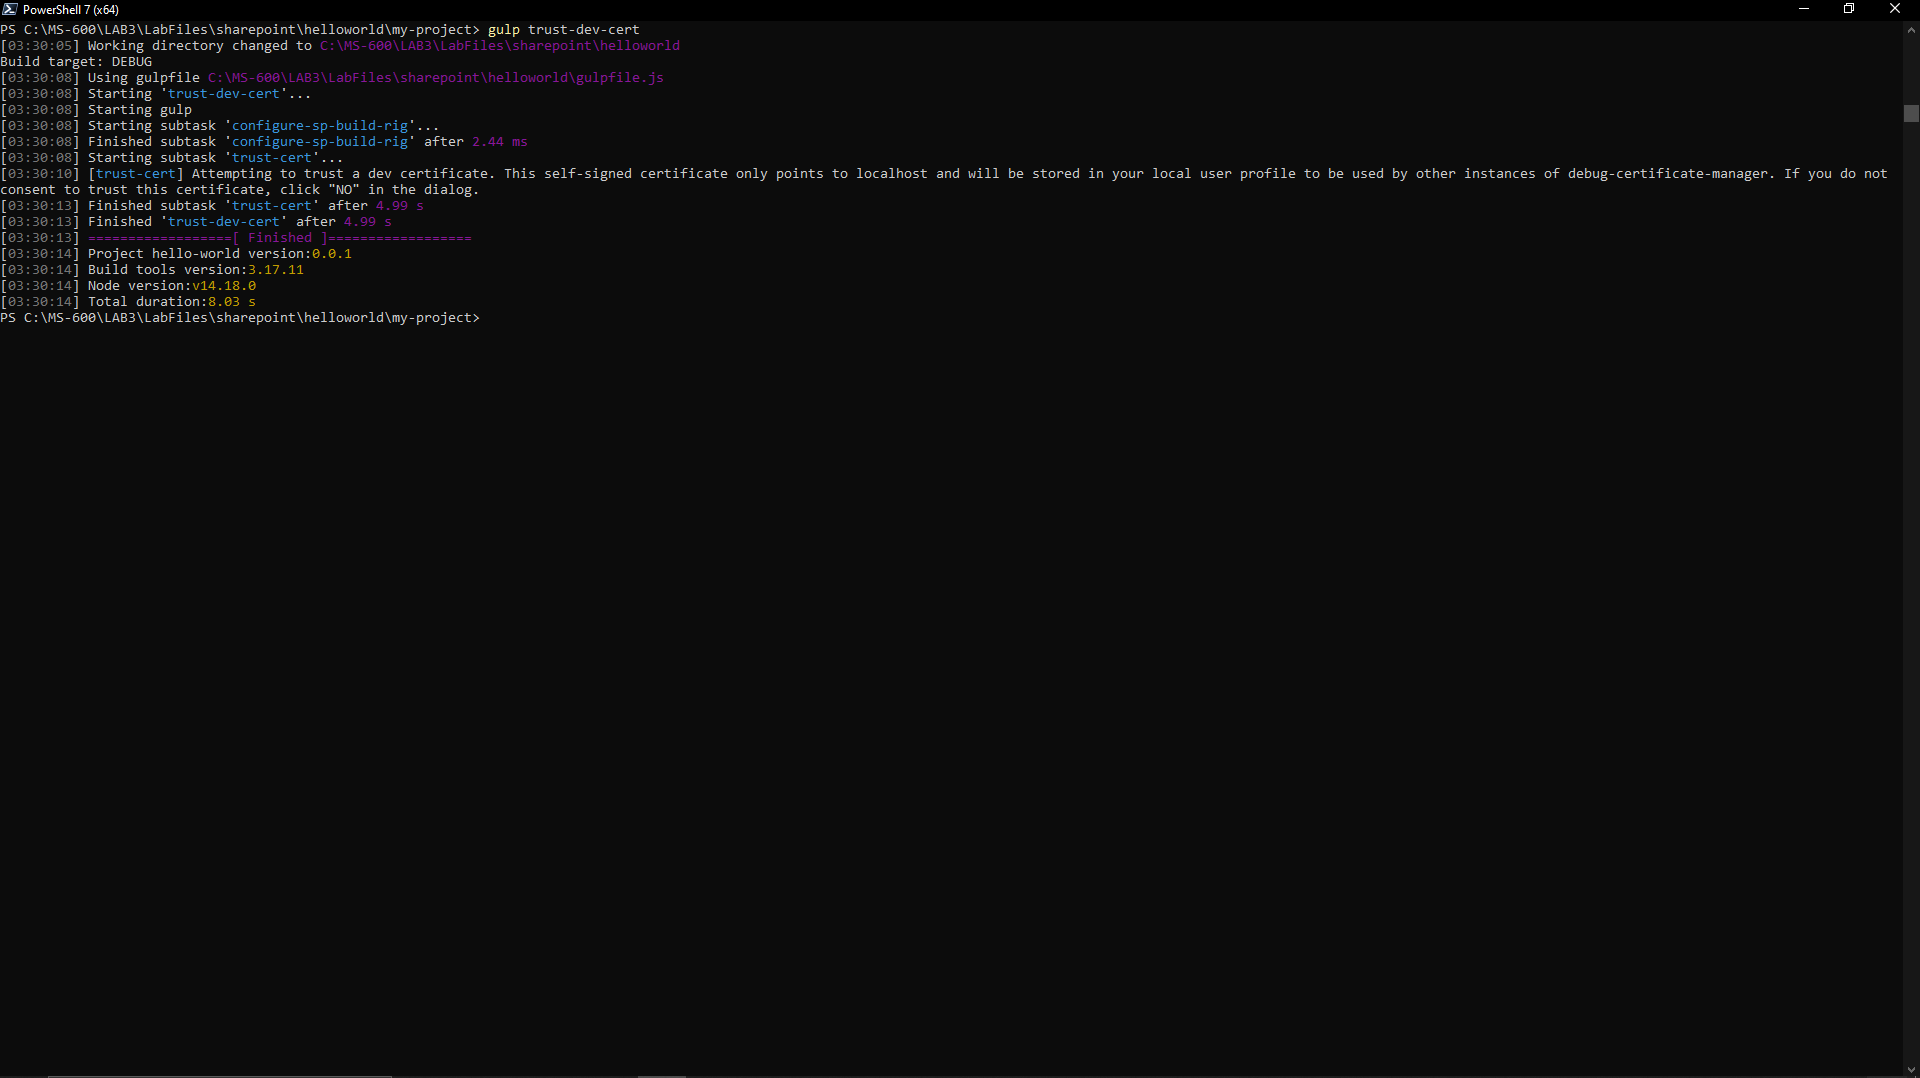 PowerShell 7 (x64)
PS C:\MS-600\LAB3\LabFiles\sharepoint\helloworld\my-project> gulp trust-dev-cert
[03:30:05] Working directory changed to C:\MS-600\LAB3\LabFiles\sharepoint\helloworld
Build target: DEBUG
[03:30:08] Using gulpfile C:\MS-600\LAB3\LabFiles\sharepoint\helloworld\gulpfile.js
[03:30:08] Starting 'trust-dev-cert'...
[03:30:08] Starting gulp
[03:30:08] Starting subtask 'configure-sp-build-rig'...
[03:30:08] Finished subtask 'configure-sp-build-rig' after 2.44 ms
[03:30:08] Starting subtask 'trust-cert'...
[03:30:10] [trust-cert] Attempting to trust a dev certificate. This self-signed certificate only points to localhost and will be stored in your local user profile to be used by other instances of debug-certificate-manager. If you do not
consent to trust this certificate, click "NO" in the dialog.
[03:30:13] Finished subtask 'trust-cert' after 4.99 s
[03:30:13] Finished 'trust-dev-cert' after 4.99 s
[03:30:13] ==================[ Finished ]==================
[03:30:14] Project hello-world version:0.0.1
[03:30:14] Build tools version:3.17.11
[03:30:14] Node version:v14.18.0
[03:30:14] Total duration:8.03 s
PS C:\MS-600\LAB3\LabFiles\sharepoint\helloworld\my-project>